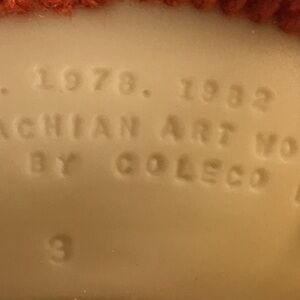 . 1978. 1982
ACHIAN ART WO
BY COLECO
3